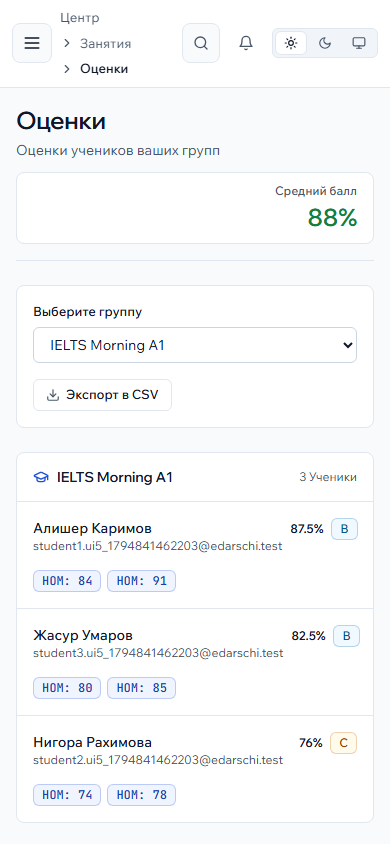 Центр
Занятия
Оценки
Оценки
Оценки учеников ваших групп
Средний балл
88%
Выберите группу
IELTS Morning A1
Экспорт в CSV
IELTS Morning A1
3 Ученики
Алишер Каримов
87.5% B
student1.ui5_1794841462203@edarschi.test
HOM: 84 HOM: 91
Жасур Умаров
82.5% B
student3.ui5_1794841462203@edarschi.test
HOM: 80 HOM: 85
Нигора Рахимова
76% C
student2.ui5_1794841462203@edarschi.test
HOM: 74 HOM: 78